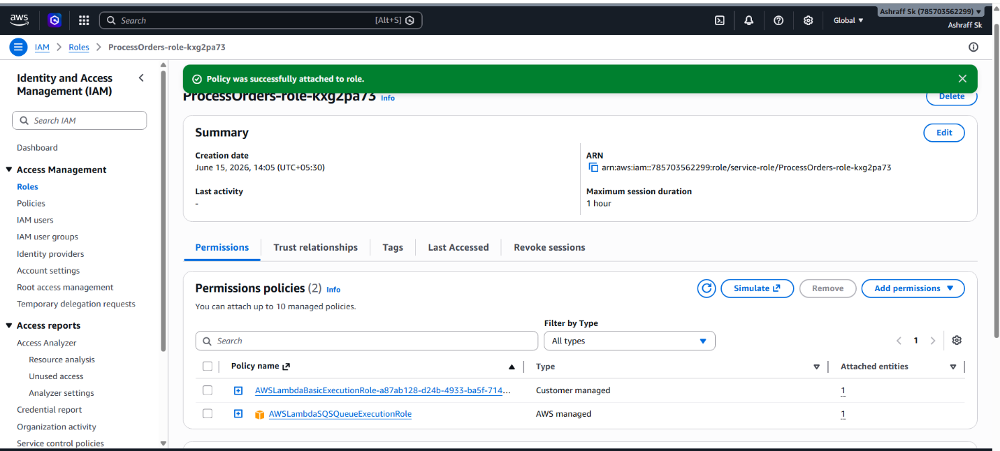 aws
Search
[Alt+S]
Global
Ashraff Sk (785703562299)
Ashraff Sk
IAM
Roles
ProcessOrders-role-kxg2pa73
Identity and Access
Management (IAM)
Search IAM
Dashboard
Access Management
Roles
Policies
IAM users
IAM user groups
Identity providers
Account settings
Root access management
Temporary delegation requests
Access reports
Access Analyzer
Resource analysis
Unused access
Analyzer settings
Credential report
Organization activity
Service control policies
Policy was successfully attached to role.
ProcessOrders-role-kxg2pa73 Info
Delete
Summary
Edit
Creation date
June 15, 2026, 14:05 (UTC+05:30)
ARN
arn:aws:iam::785703562299:role/service-role/ProcessOrders-role-kxg2pa73
Last activity
-
Maximum session duration
1 hour
Permissions
Trust relationships
Tags
Last Accessed
Revoke sessions
Permissions policies (2) Info
Simulate
Remove
Add permissions
You can attach up to 10 managed policies.
Filter by Type
Search
All types
1
Policy name
Type
Attached entities
AWSLambdaBasicExecutionRole-a87ab128-d24b-4933-ba5f-714...
Customer managed
1
AWSLambdaSQSQueueExecutionRole
AWS managed
1